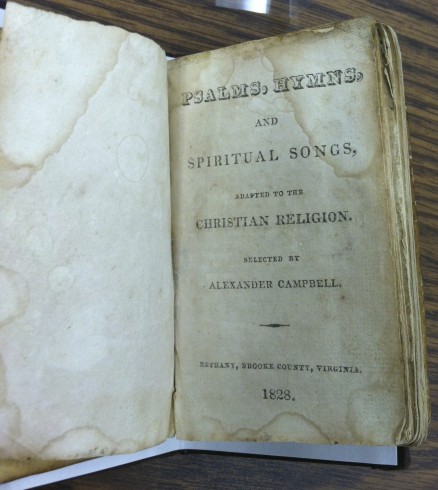 PSALMS, HYMNS,
AND
SPIRITUAL SONGS,
ADAPTED TO THE
CHRISTIAN RELIGION.
SELECTED BY
ALEXANDER CAMPBELL.
BETHANY, BROOKE COUNTY, VIRGINIA.
1828.